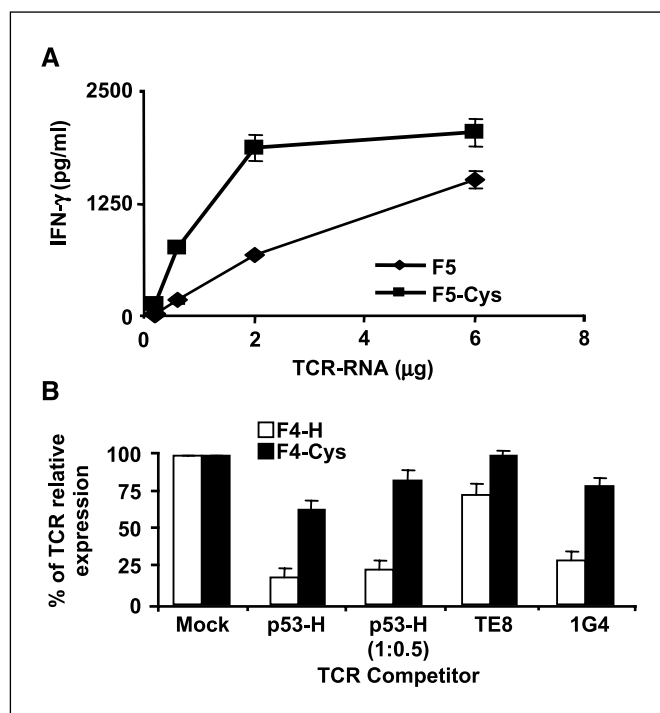 A
2500
1250
0
IFN-γ (pg/ml)
F5
F5-Cys
0 2 4 6 8
TCR-RNA (μg)
B
F4-H
F4-Cys
100
75
50
25
0
% of TCR relative
expression
Mock p53-H p53-H TE8 1G4
(1:0.5)
TCR Competitor